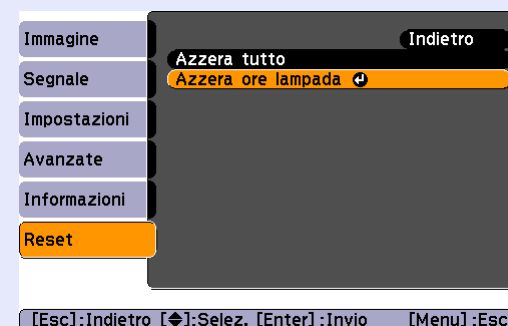 Immagine
Segnale
Impostazioni
Avanzate
Informazioni
Reset
Indietro
Azzera tutto
Azzera ore lampada
[Esc]:Indietro [◆]:Selez. [Enter]:Invio [Menu]:Esc